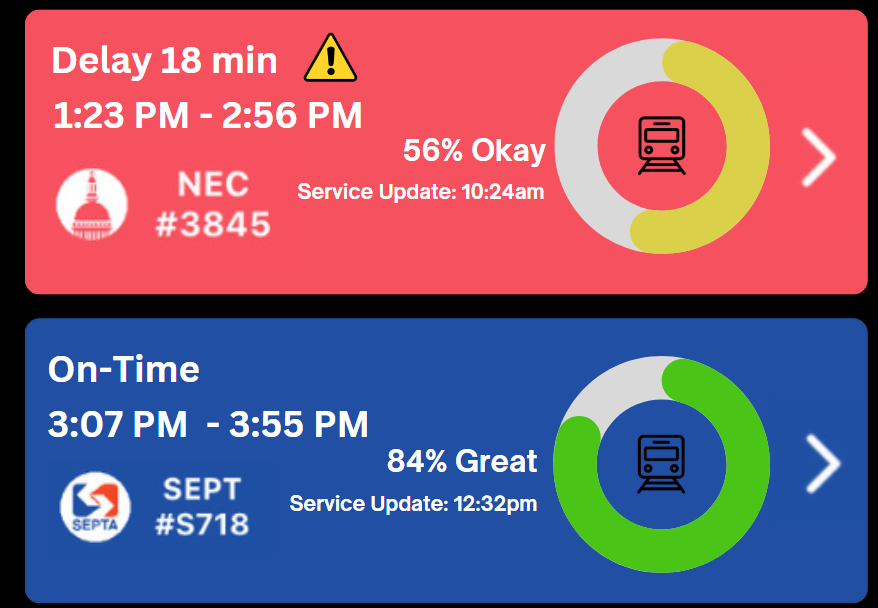 Delay 18 min
1:23 PM - 2:56 PM
56% Okay
Service Update: 10:24am
NEC
#3845
On-Time
3:07 PM - 3:55 PM
84% Great
Service Update: 12:32pm
SEPTA
SEPT
#S718